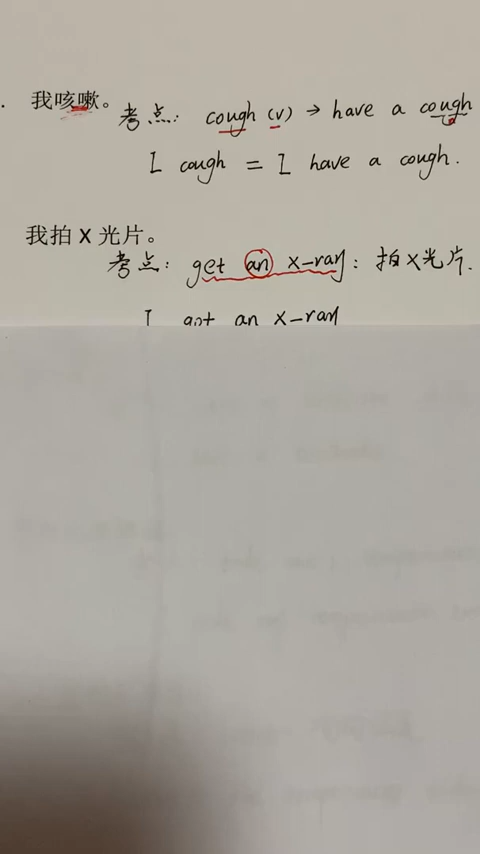 . 我咳嗽。 考点: cough (v) → have a cough
I cough = I have a cough.
我拍 X 光片。
考点: get an x-ray: 拍X光片.
I get an x-ray